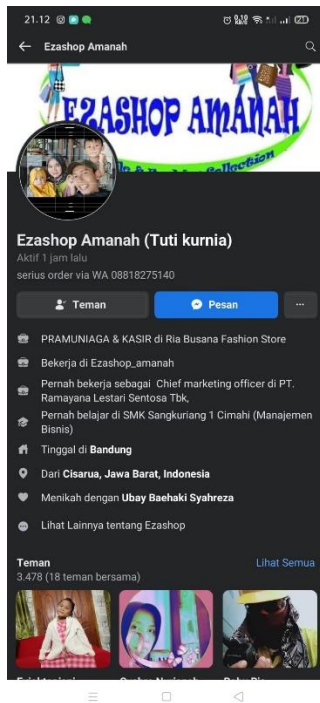 21.12
Ezashop Amanah
EZASHOP AMANAH
Collection
Ezashop Amanah (Tuti kurnia)
Aktif 1 jam lalu
serius order via WA 08818275140
Teman
Pesan
PRAMUNIAGA & KASIR di Ria Busana Fashion Store
Bekerja di Ezashop_amanah
Pernah bekerja sebagai Chief marketing officer di PT.
Ramayana Lestari Sentosa Tbk,
Pernah belajar di SMK Sangkuriang 1 Cimahi (Manajemen
Bisnis)
Tinggal di Bandung
Dari Cisarua, Jawa Barat, Indonesia
Menikah dengan Ubay Baehaki Syahreza
Lihat Lainnya tentang Ezashop
Teman
Lihat Semua
3.478 (18 teman bersama)